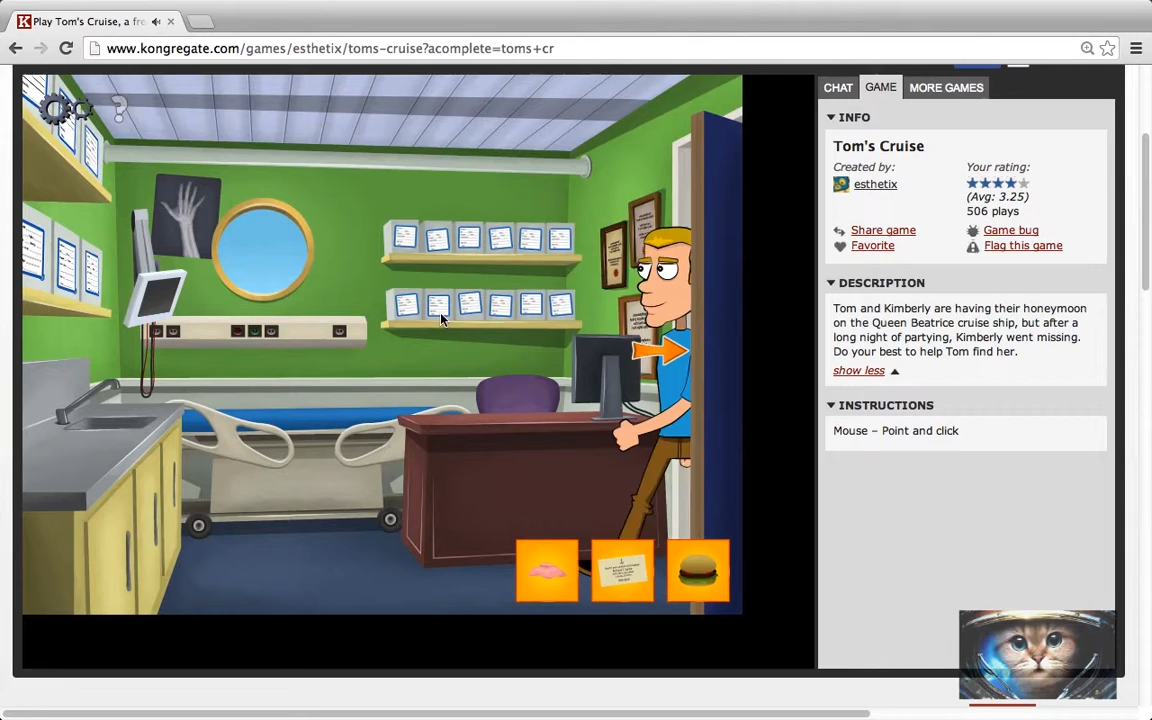 Play Tom's Cruise, a fre
www.kongregate.com/games/esthetix/toms-cruise?acomplete=toms+cr
CHAT GAME MORE GAMES
INFO
Tom's Cruise
Created by: Your rating:
esthetix
(Avg: 3.25)
506 plays
Share game Game bug
Favorite Flag this game
DESCRIPTION
Tom and Kimberly are having their honeymoon
on the Queen Beatrice cruise ship, but after a
long night of partying, Kimberly went missing.
Do your best to help Tom find her.
show less
INSTRUCTIONS
Mouse – Point and click